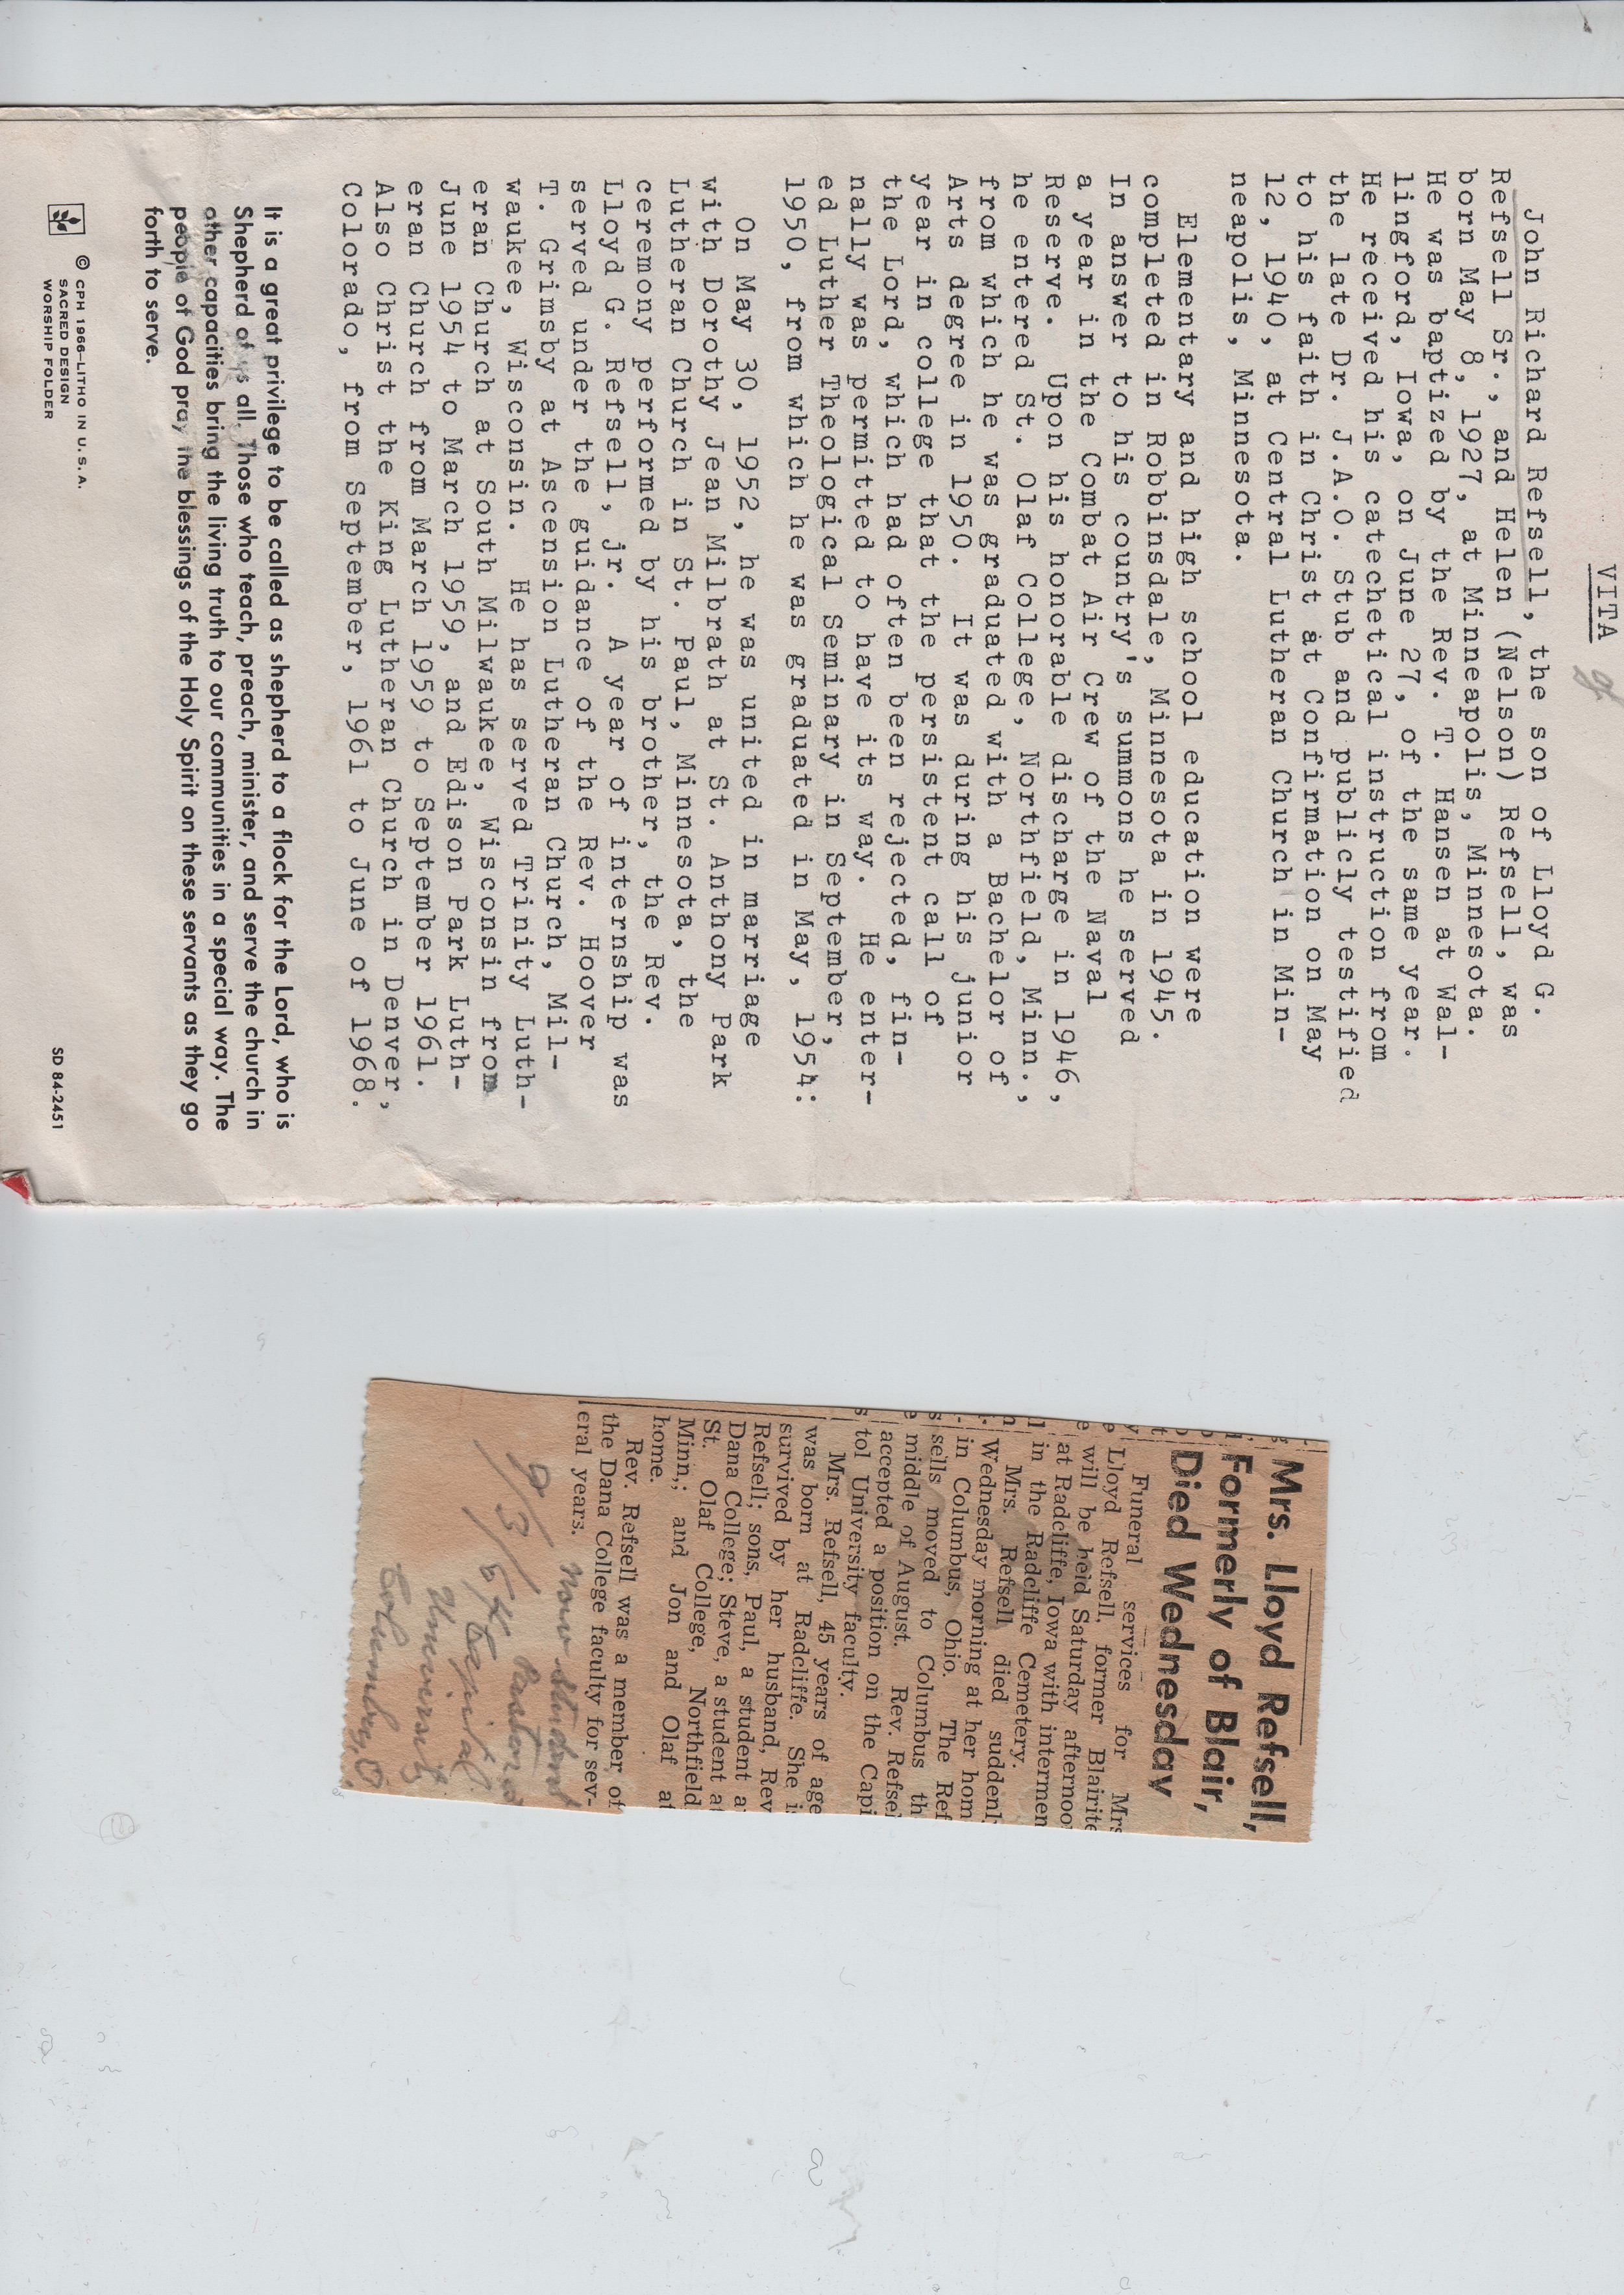 VITA
John Richard Refsell, the son of Lloyd G.
Refsell Sr., and Helen (Nelson) Refsell, was
born May 8, 1927, at Minneapolis, Minnesota.
He was baptized by the Rev. T. Hansen at Wal-
lingford, Iowa, on June 27, of the same year.
He received his catechetical instruction from
the late Dr. J.A.O. Stub and publicly testified
to his faith in Christ at Confirmation on May
12, 1940, at Central Lutheran Church in Min-
neapolis, Minnesota.
Elementary and high school education were
completed in Robbinsdale, Minnesota in 1945.
In answer to his country's summons he served
a year in the Combat Air Crew of the Naval
Reserve. Upon his honorable discharge in 1946,
he entered St. Olaf College, Northfield, Minn.,
from which he was graduated with a Bachelor of
Arts degree in 1950. It was during his junior
year in college that the persistent call of
the Lord, which had often been rejected, fin-
nally was permitted to have its way. He enter-
ed Luther Theological Seminary in September,
1950, from which he was graduated in May, 1954:
On May 30, 1952, he was united in marriage
with Dorothy Jean Milbrath at St. Anthony Park
Lutheran Church in St. Paul, Minnesota, the
ceremony performed by his brother, the Rev.
Lloyd G. Refsell, jr. A year of internship was
served under the guidance of the Rev. Hoover
T. Grimsby at Ascension Lutheran Church, Mil-
waukee, Wisconsin. He has served Trinity Luth-
eran Church at South Milwaukee, Wisconsin from
June 1954 to March 1959, and Edison Park Luth-
eran Church from March 1959 to September 1961.
Also Christ the King Lutheran Church in Denver,
Colorado, from September, 1961 to June of 1968.
It is a great privilege to be called as shepherd to a flock for the Lord, who is
Shepherd of us all. Those who teach, preach, minister, and serve the church in
other capacities bring the living truth to our communities in a special way. The
people of God pray the blessings of the Holy Spirit on these servants as they go
forth to serve.
© CPH 1966–LITHO IN U.S.A.
SACRED DESIGN
WORSHIP FOLDER
SD 84-2451
Mrs. Lloyd Refsell,
Formerly of Blair,
Died Wednesday
Funeral services for Mrs
Lloyd Refsell, former Blairite
will be held Saturday afternoo
at Radcliffe, Iowa with intermen
in the Radcliffe Cemetery.
Mrs. Refsell died suddenl
Wednesday morning at her hom
in Columbus, Ohio. The Ref
sells moved to Columbus th
middle of August. Rev. Refsel
accepted a position on the Capi
tol University faculty.
Mrs. Refsell, 45 years of age
was born at Radcliffe. She i
survived by her husband, Rev
Refsell; sons, Paul, a student a
Dana College; Steve, a student at
St. Olaf College, Northfield
Minn,; and Jon and Olaf at
home.
Rev. Refsell was a member of
the Dana College faculty for sev-
eral years.
Now student
Pastor
9/3/64 Capital
University
Columbus, O.